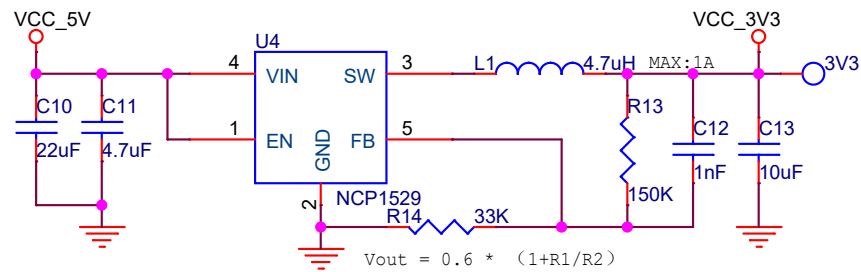 VCC_5V
VCC_3V3
U4
3V3
4
VIN
SW
3
L1
4.7uH
MAX:1A
C10
C11
R13
C12
C13
1
EN
FB
5
GND
22uF
4.7uF
1nF
10uF
2
NCP1529
150K
R14
33K
Vout = 0.6 * （1+R1/R2）